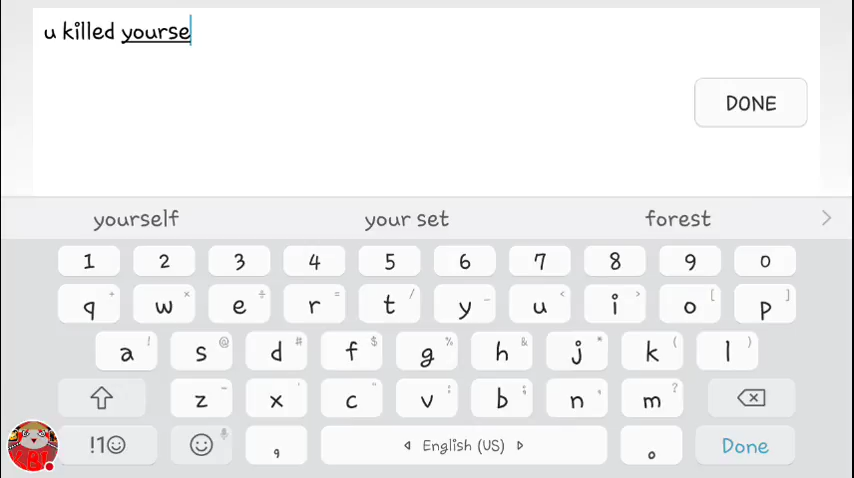 u killed yourse
DONE
yourself your set forest >
1 2 3 4 5 6 7 8 9 0
q + w × e ÷ r = t / y _ u < i > o [ p ]
a ! s @ d # f $ g % h & j * k ( l )
z - x ' c " v : b ; n , m ?
!1☺ , English (US) . Done